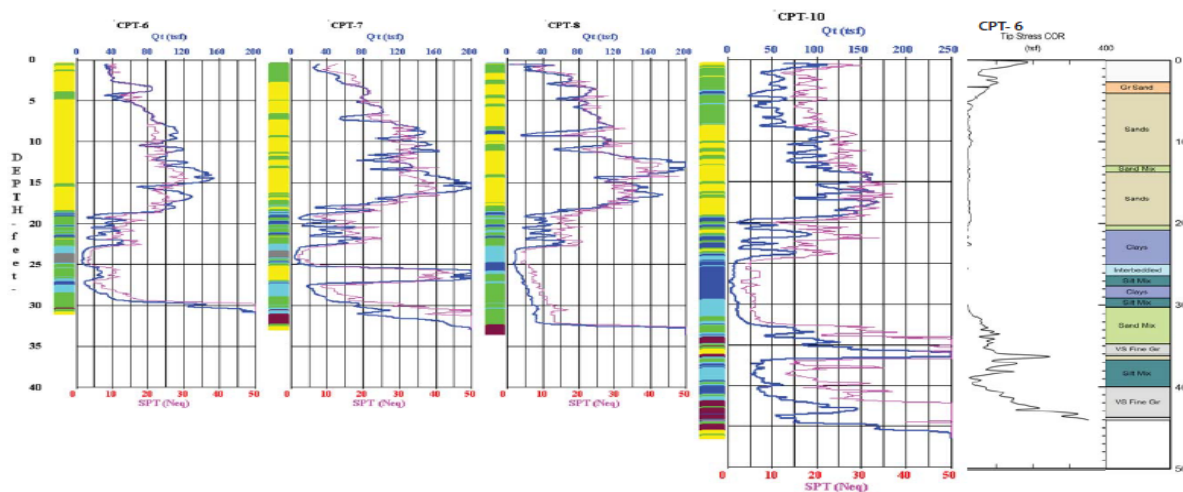 CPT-6
Qt (tsf)
0 40 80 120 160 200
CPT-7
Qt (tsf)
0 40 120 160 200
CPT-8
Qt (tsf)
0 40 80 120 160 200
CPT-10
Qt (tsf)
0 50 100 150 200 250
CPT- 6
Tip Stress COR
(tsf)
400
DEPTH-feet-
0
5
10
15
20
25
30
35
40
0 10 20 30 40 50
SPT (Neq)
0 10 20 30 40 50
SPT (Neq)
0 10 20 30 40 50
SPT (Neq)
0 10 20 30 40 50
SPT (Neq)
Gr Sand
Sands
Sand Mix
Sands
Clays
Interbedded
Silt Mix
Clays
Silt Mix
Sand Mix
VS Fine Gr
Silt Mix
VS Fine Gr
0
10
20
30
40
50